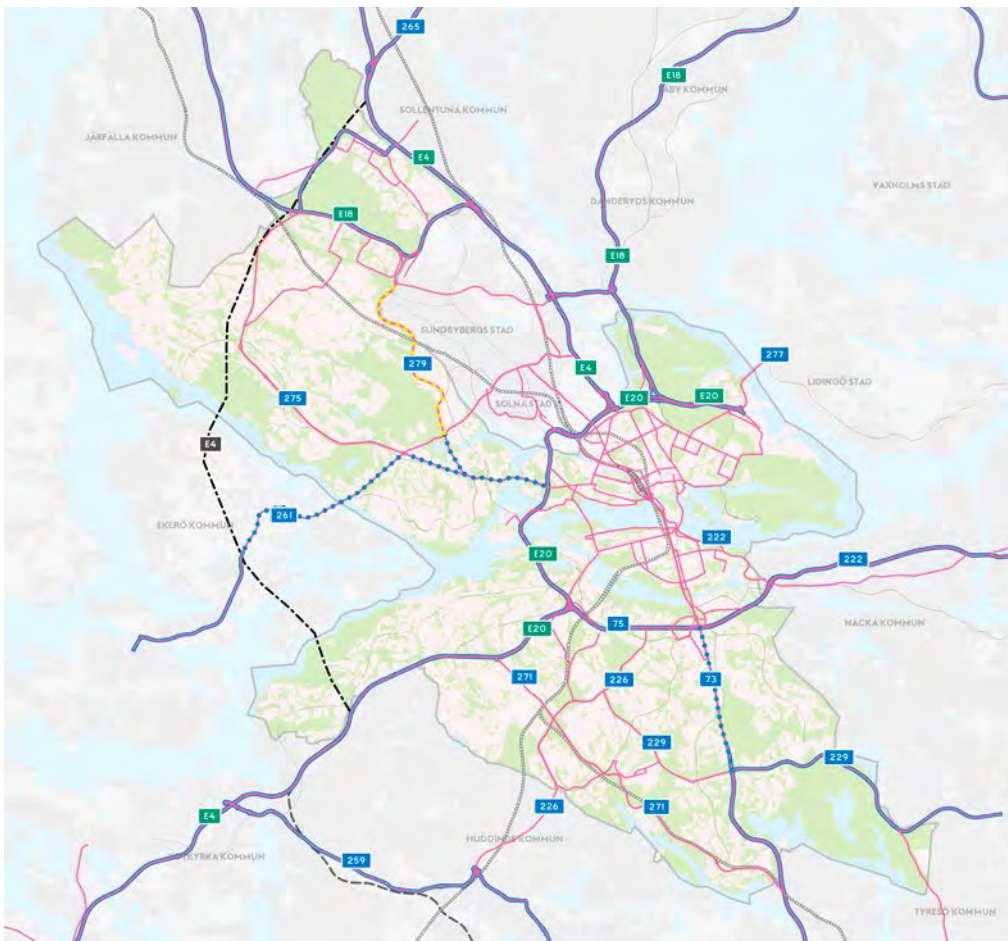 265
E18
TÄBY KOMMUN
SOLLENTUNA KOMMUN
JÄRFÄLLA KOMMUN
E4
VAXHOLMS STAD
DANDERYDS KOMMUN
E18
E18
SUNDBYBERGS STAD
279
277
E4
LIDINGÖ STAD
275
E20
E20
SOLNA STAD
E4
261
EKERÖ KOMMUN
222
E20
222
75
E20
NACKA KOMMUN
271
226
73
229
229
226
271
E4
HUDDINGE KOMMUN
259
KYRKA KOMMUN
TYRESÖ KOMMUN